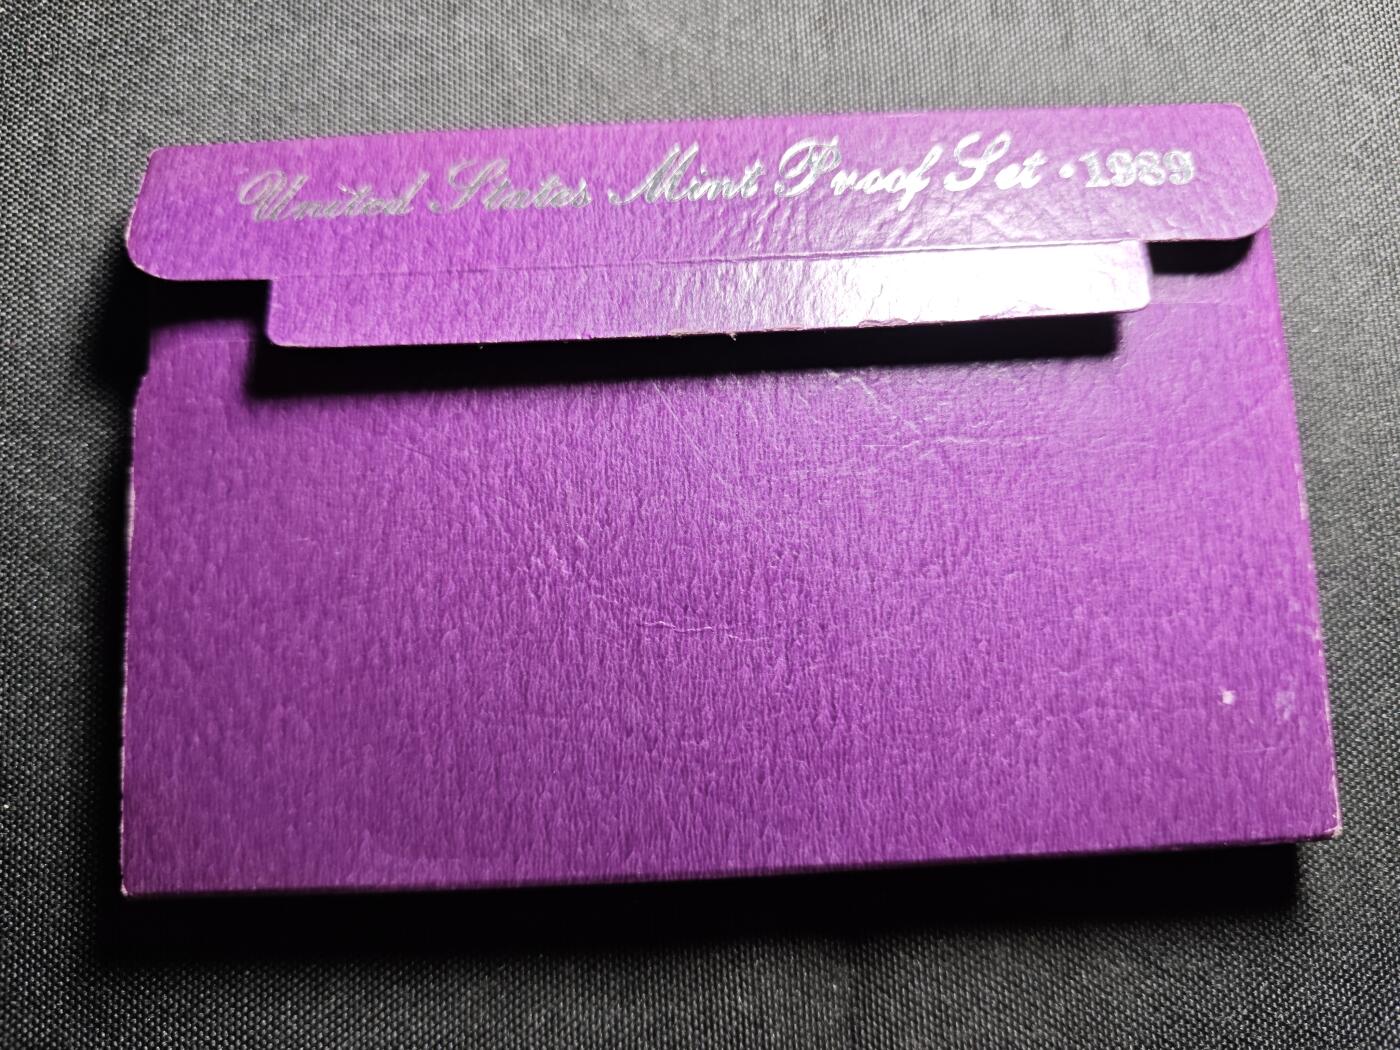 United States Mint Proof Set • 1989